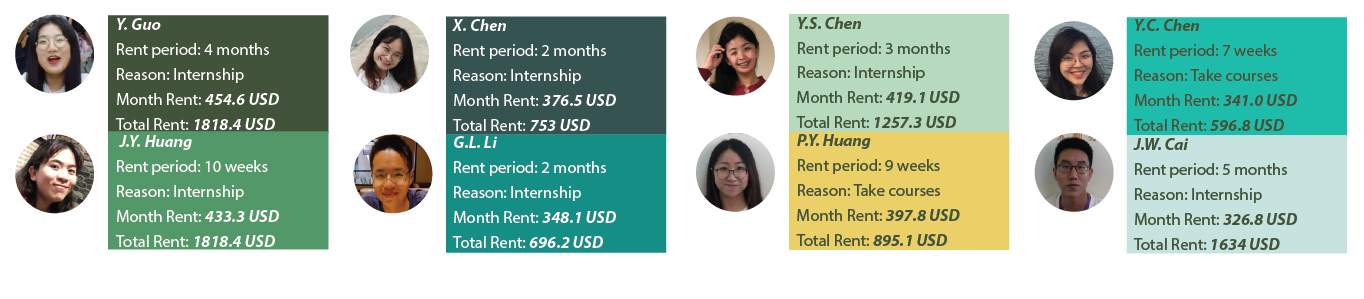 Y. Guo
Rent period: 4 months
Reason: Internship
Month Rent: 454.6 USD
Total Rent: 1818.4 USD
X. Chen
Rent period: 2 months
Reason: Internship
Month Rent: 376.5 USD
Total Rent: 753 USD
Y.S. Chen
Rent period: 3 months
Reason: Internship
Month Rent: 419.1 USD
Total Rent: 1257.3 USD
Y.C. Chen
Rent period: 7 weeks
Reason: Take courses
Month Rent: 341.0 USD
Total Rent: 596.8 USD
J.Y. Huang
Rent period: 10 weeks
Reason: Internship
Month Rent: 433.3 USD
Total Rent: 1818.4 USD
G.L. Li
Rent period: 2 months
Reason: Internship
Month Rent: 348.1 USD
Total Rent: 696.2 USD
P.Y. Huang
Rent period: 9 weeks
Reason: Take courses
Month Rent: 397.8 USD
Total Rent: 895.1 USD
J.W. Cai
Rent period: 5 months
Reason: Internship
Month Rent: 326.8 USD
Total Rent: 1634 USD